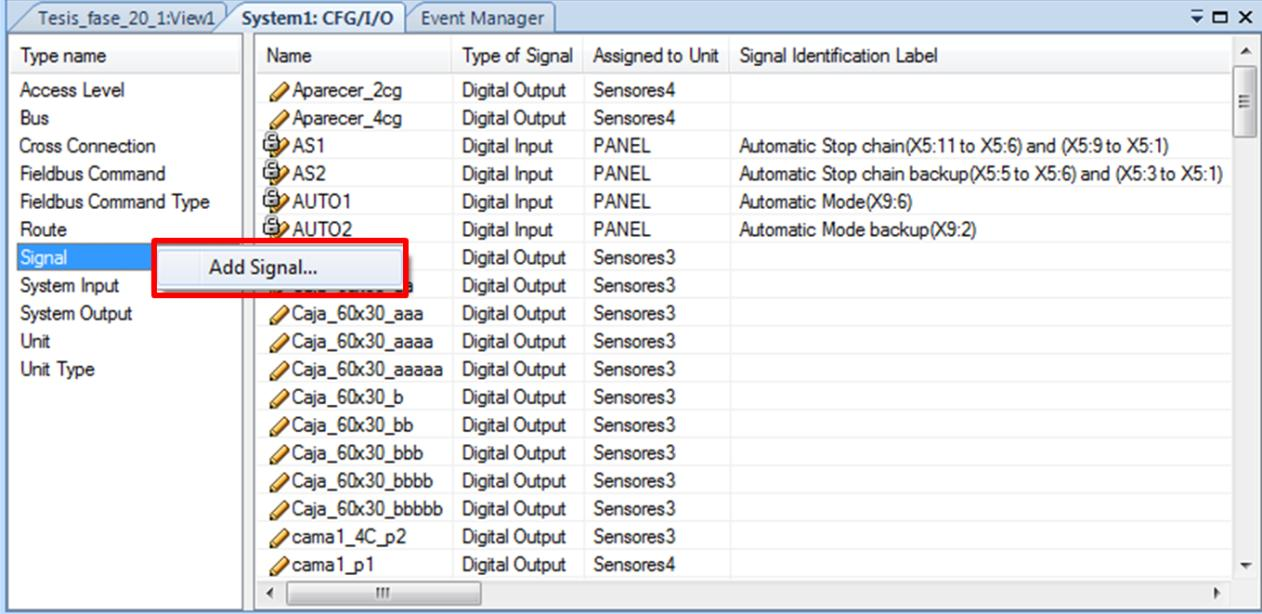 Tesis_fase_20_1:View1 System1: CFG/I/O Event Manager
Type name Name Type of Signal Assigned to Unit Signal Identification Label
Access Level Aparecer_2cg Digital Output Sensores4
Bus Aparecer_4cg Digital Output Sensores4
Cross Connection AS1 Digital Input PANEL Automatic Stop chain(X5:11 to X5:6) and (X5:9 to X5:1)
Fieldbus Command AS2 Digital Input PANEL Automatic Stop chain backup(X5:5 to X5:6) and (X5:3 to X5:1)
Fieldbus Command Type AUTO1 Digital Input PANEL Automatic Mode(X9:6)
Route AUTO2 Digital Input PANEL Automatic Mode backup(X9:2)
Signal Add Signal... Digital Output Sensores3
System Input Digital Output Sensores3
System Output Caja_60x30_aaa Digital Output Sensores3
Unit Caja_60x30_aaaa Digital Output Sensores3
Unit Type Caja_60x30_aaaaa Digital Output Sensores3
Caja_60x30_b Digital Output Sensores3
Caja_60x30_bb Digital Output Sensores3
Caja_60x30_bbb Digital Output Sensores3
Caja_60x30_bbbb Digital Output Sensores3
Caja_60x30_bbbbb Digital Output Sensores3
cama1_4C_p2 Digital Output Sensores3
cama1_p1 Digital Output Sensores4